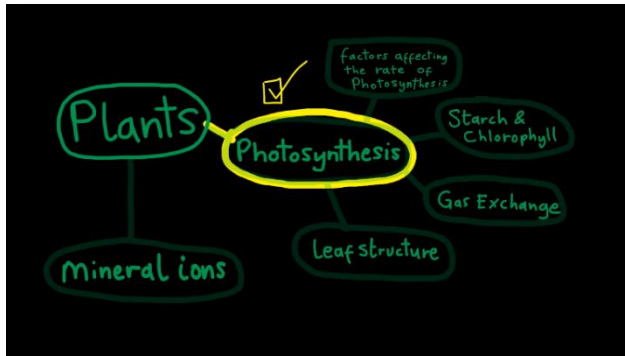 Plants
Photosynthesis
factors affecting
the rate of
Photosynthesis
Starch &
Chlorophyll
Gas Exchange
Leaf structure
mineral ions